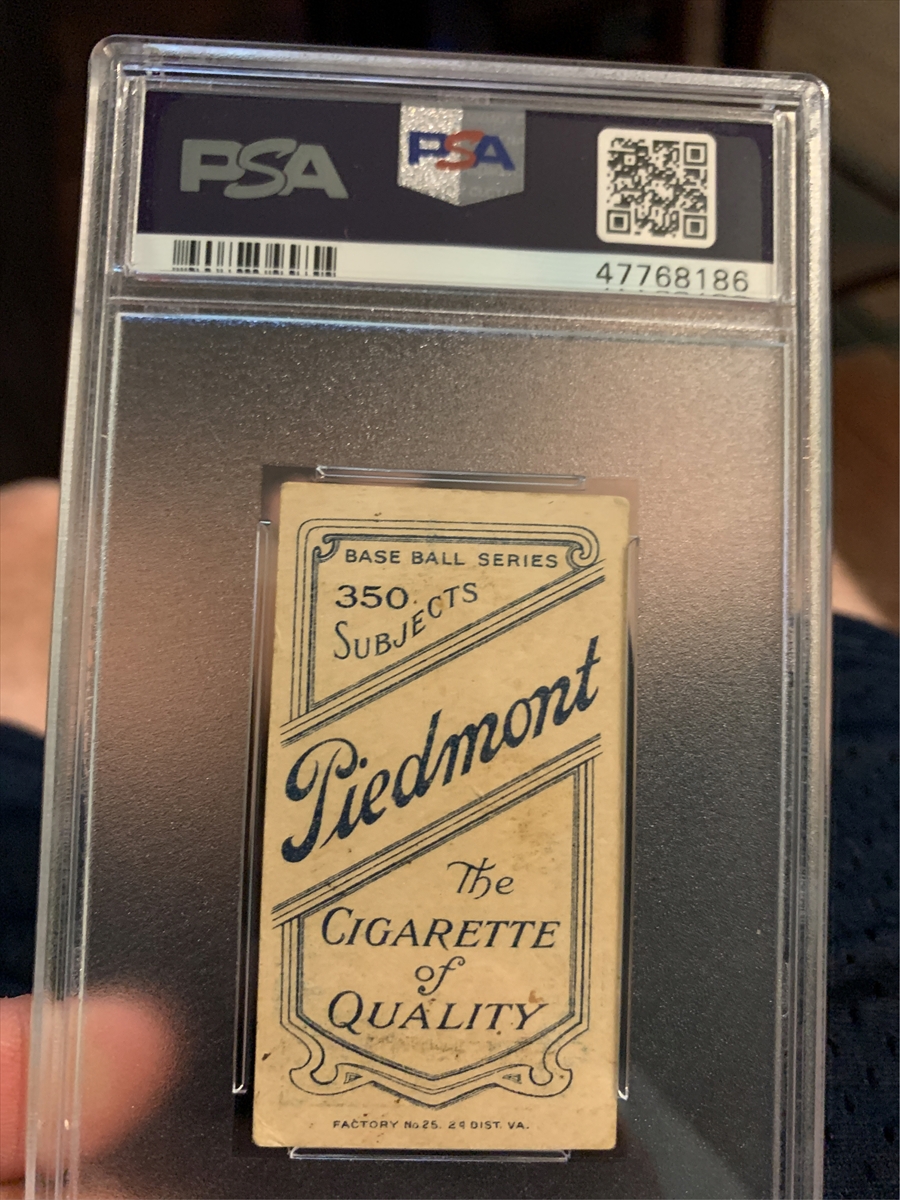 PSA
PSA
47768186
BASE BALL SERIES
350 SUBJECTS
Piedmont
The
CIGARETTE
of
QUALITY
FACTORY No 25. 2d DIST. VA.